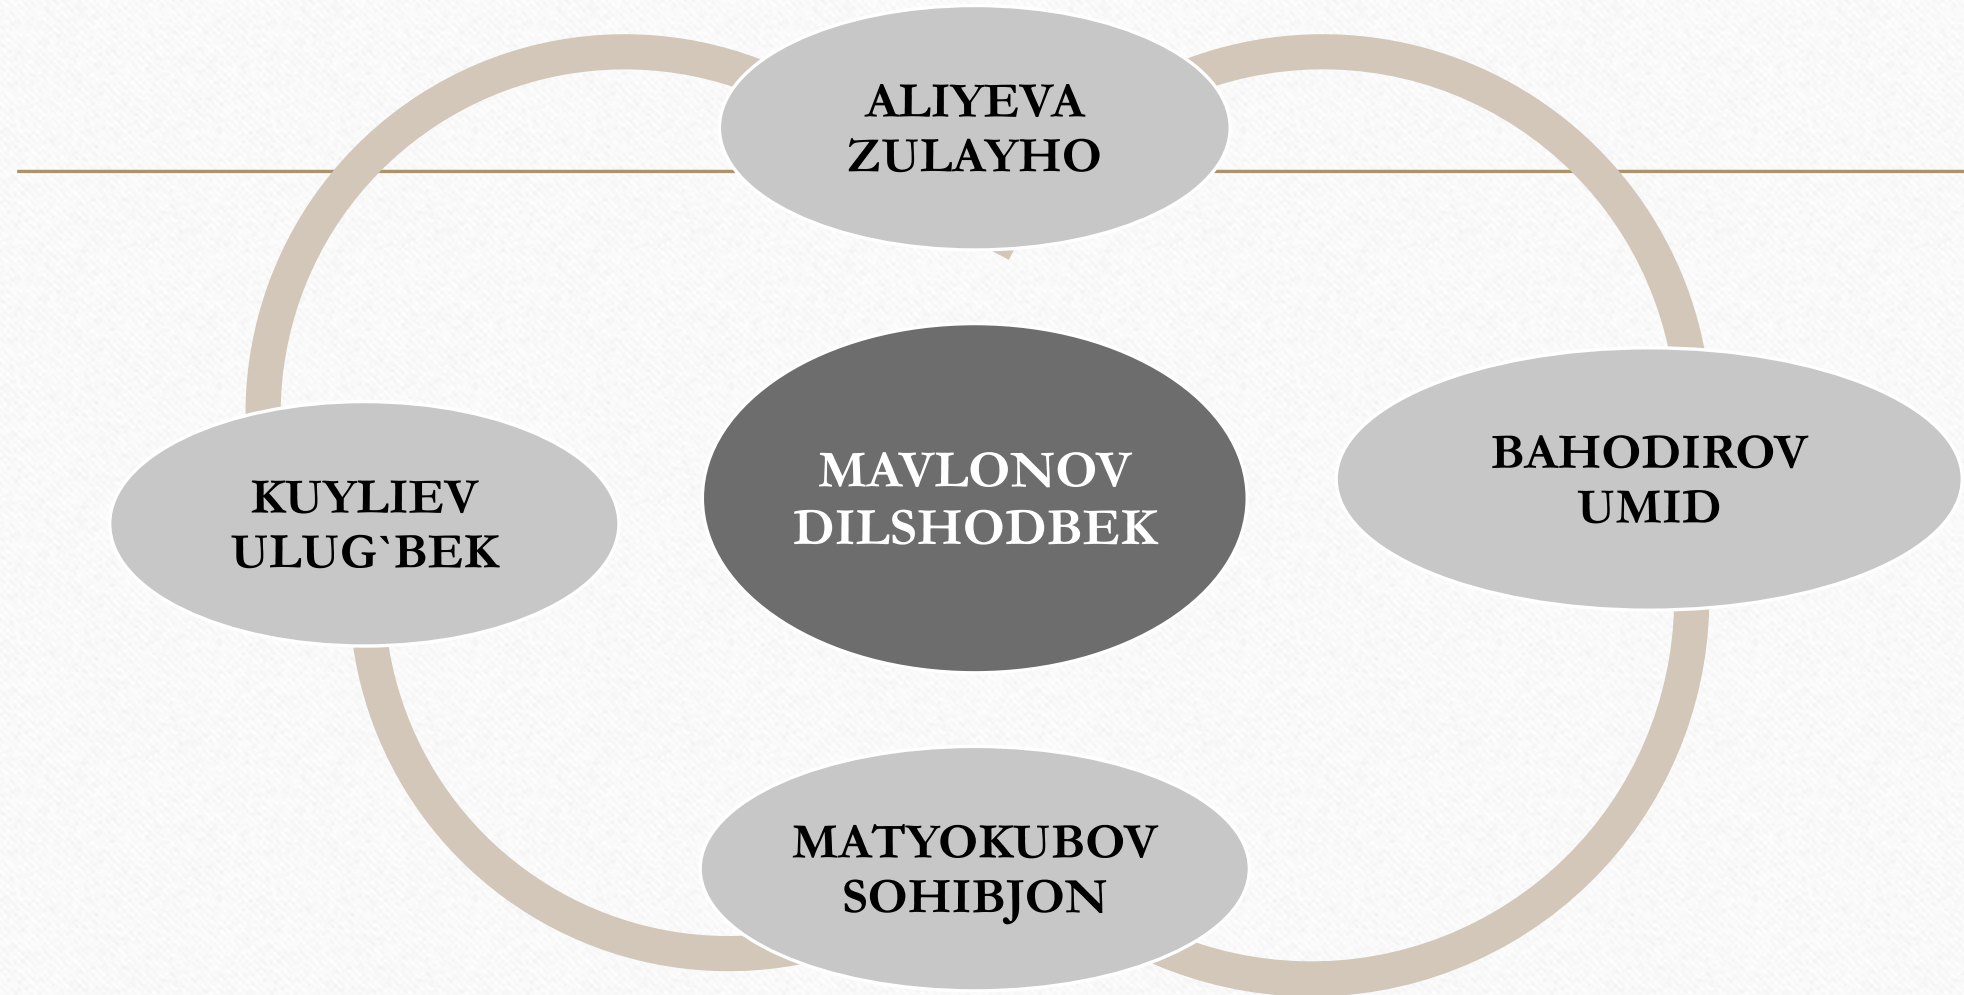 ALIYEVA
ZULAYHO
KUYLIEV
ULUG`BEK
MAVLONOV
DILSHODBEK
BAHODIROV
UMID
MATYOKUBOV
SOHIBJON